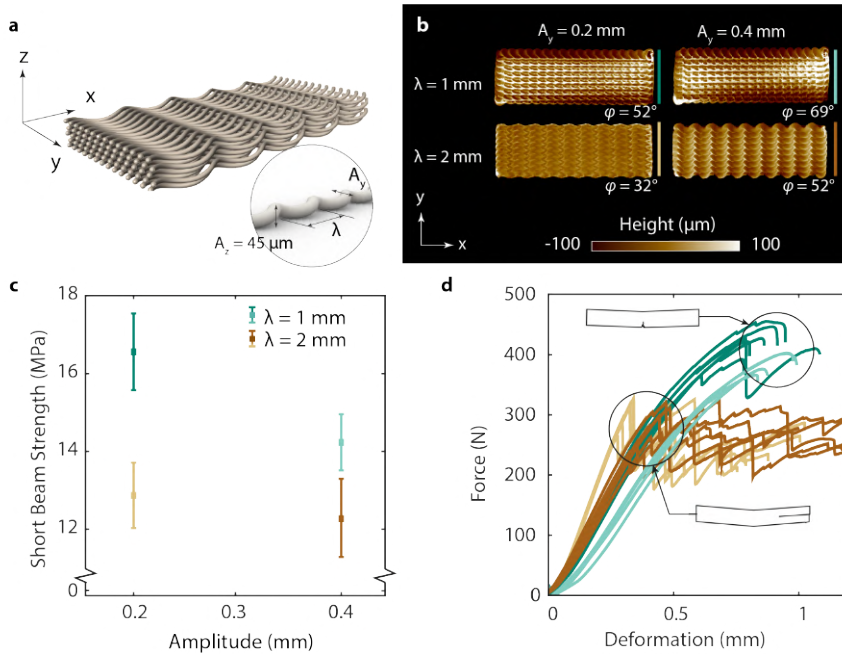 a
z
x
y
A_y
λ
A_z = 45 μm
b
A_y = 0.2 mm
A_y = 0.4 mm
λ = 1 mm
φ = 52°
φ = 69°
λ = 2 mm
φ = 32°
φ = 52°
y
x
Height (μm)
-100
100
c
Short Beam Strength (MPa)
18
16
14
12
0
λ = 1 mm
λ = 2 mm
0.2
0.3
0.4
Amplitude (mm)
d
Force (N)
500
400
300
200
100
0
0
0.5
1
Deformation (mm)